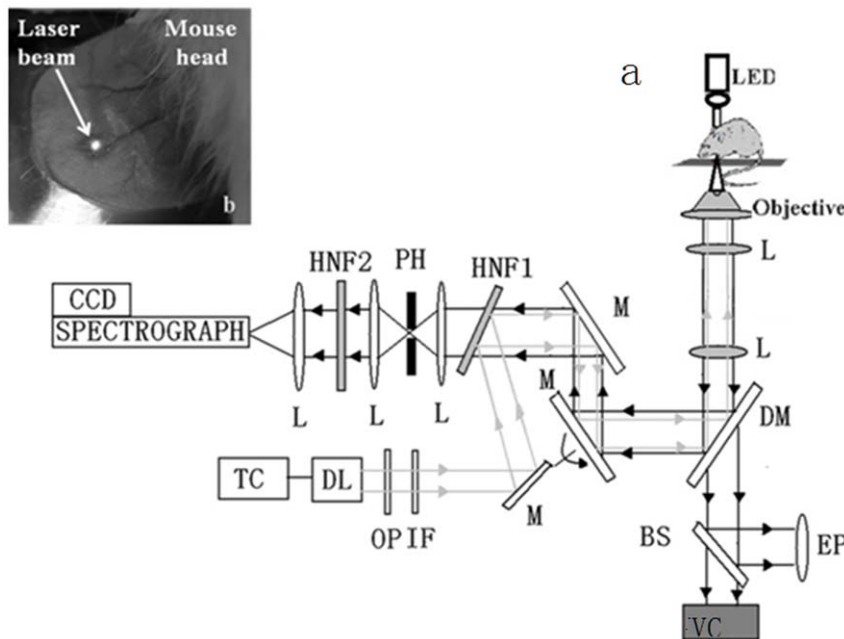 Laser
beam
Mouse
head
b
a
LED
Objective
L
L
HNF2
PH
HNF1
M
CCD
SPECTROGRAPH
L
L
L
M
DM
TC
DL
OP
IF
M
BS
EP
VC